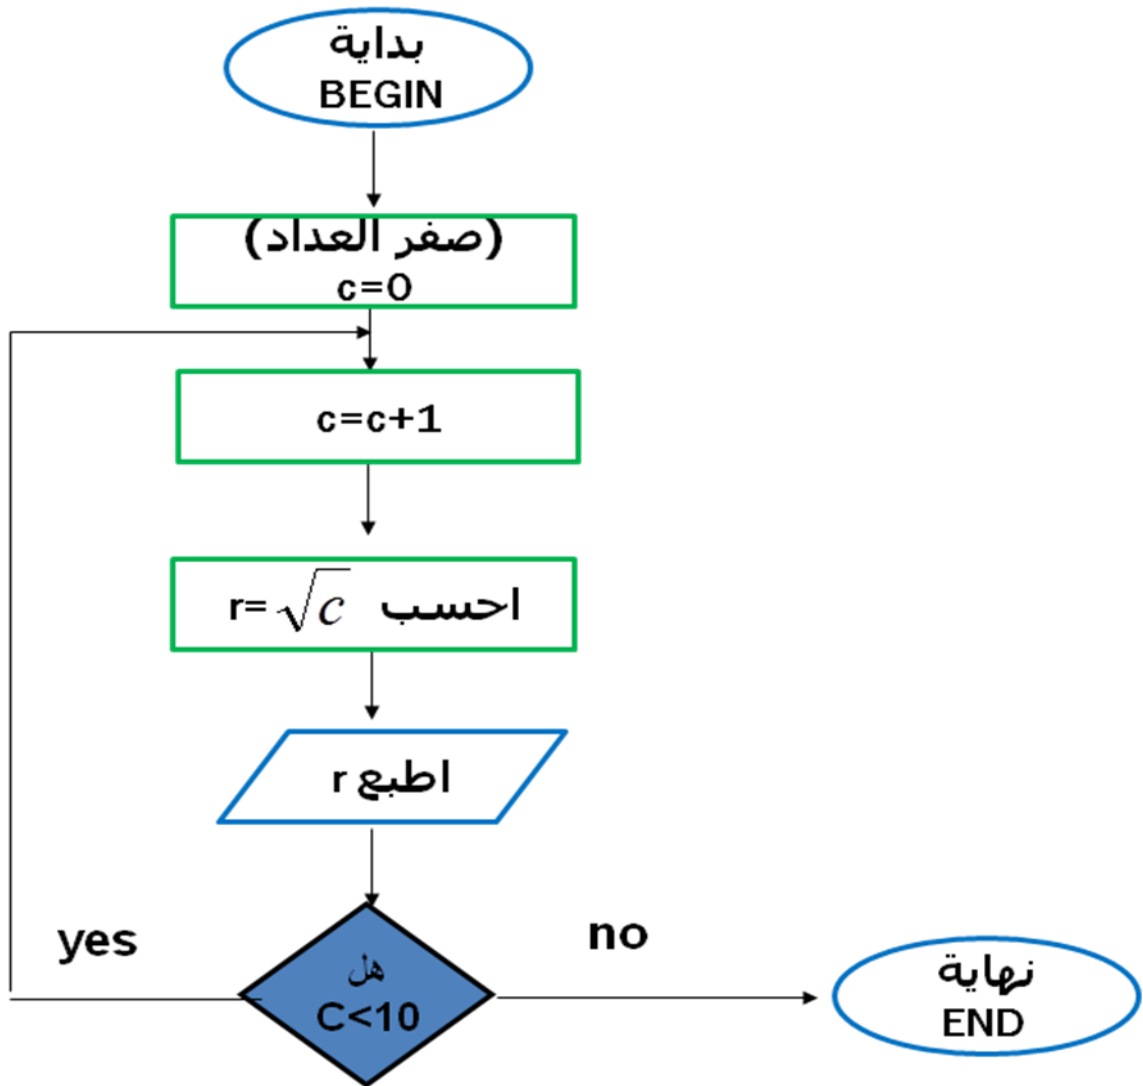 بداية
BEGIN
(صفر العداد)
c=0
c=c+1
احسب r=√c
اطبع r
yes
no
هل
C<10
نهاية
END